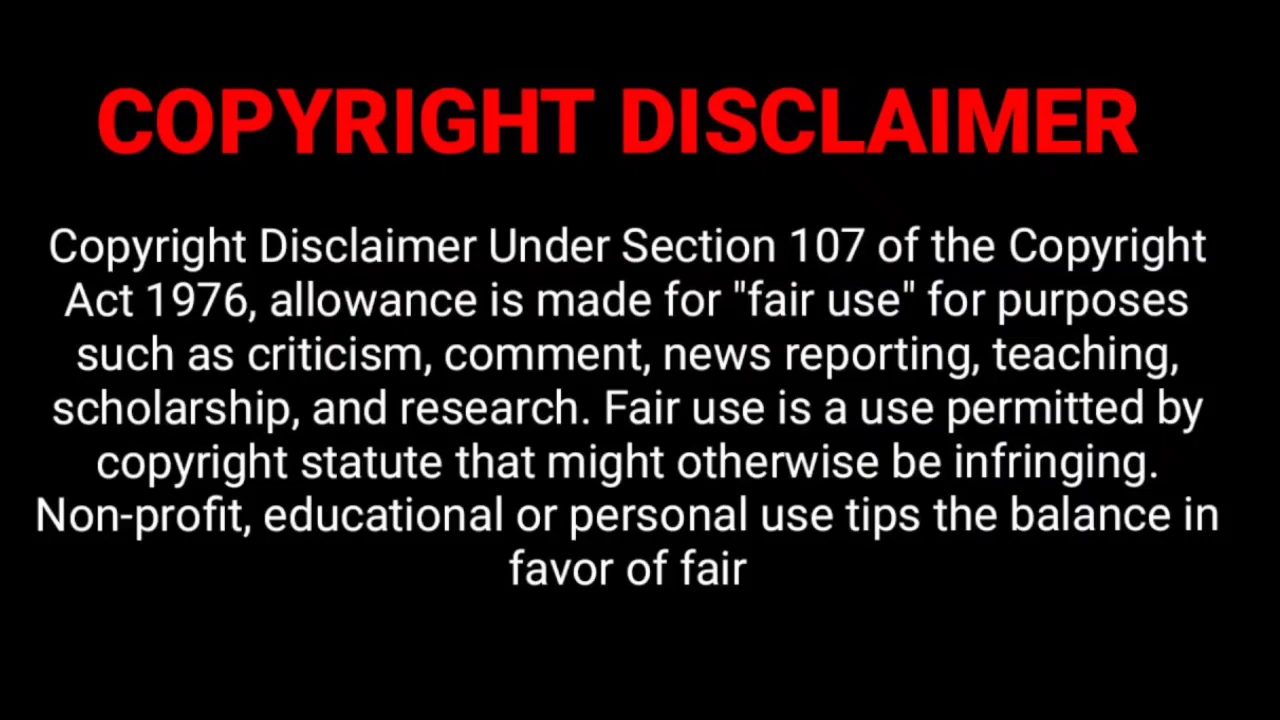 COPYRIGHT DISCLAIMER
Copyright Disclaimer Under Section 107 of the Copyright
Act 1976, allowance is made for "fair use" for purposes
such as criticism, comment, news reporting, teaching,
scholarship, and research. Fair use is a use permitted by
copyright statute that might otherwise be infringing.
Non-profit, educational or personal use tips the balance in
favor of fair